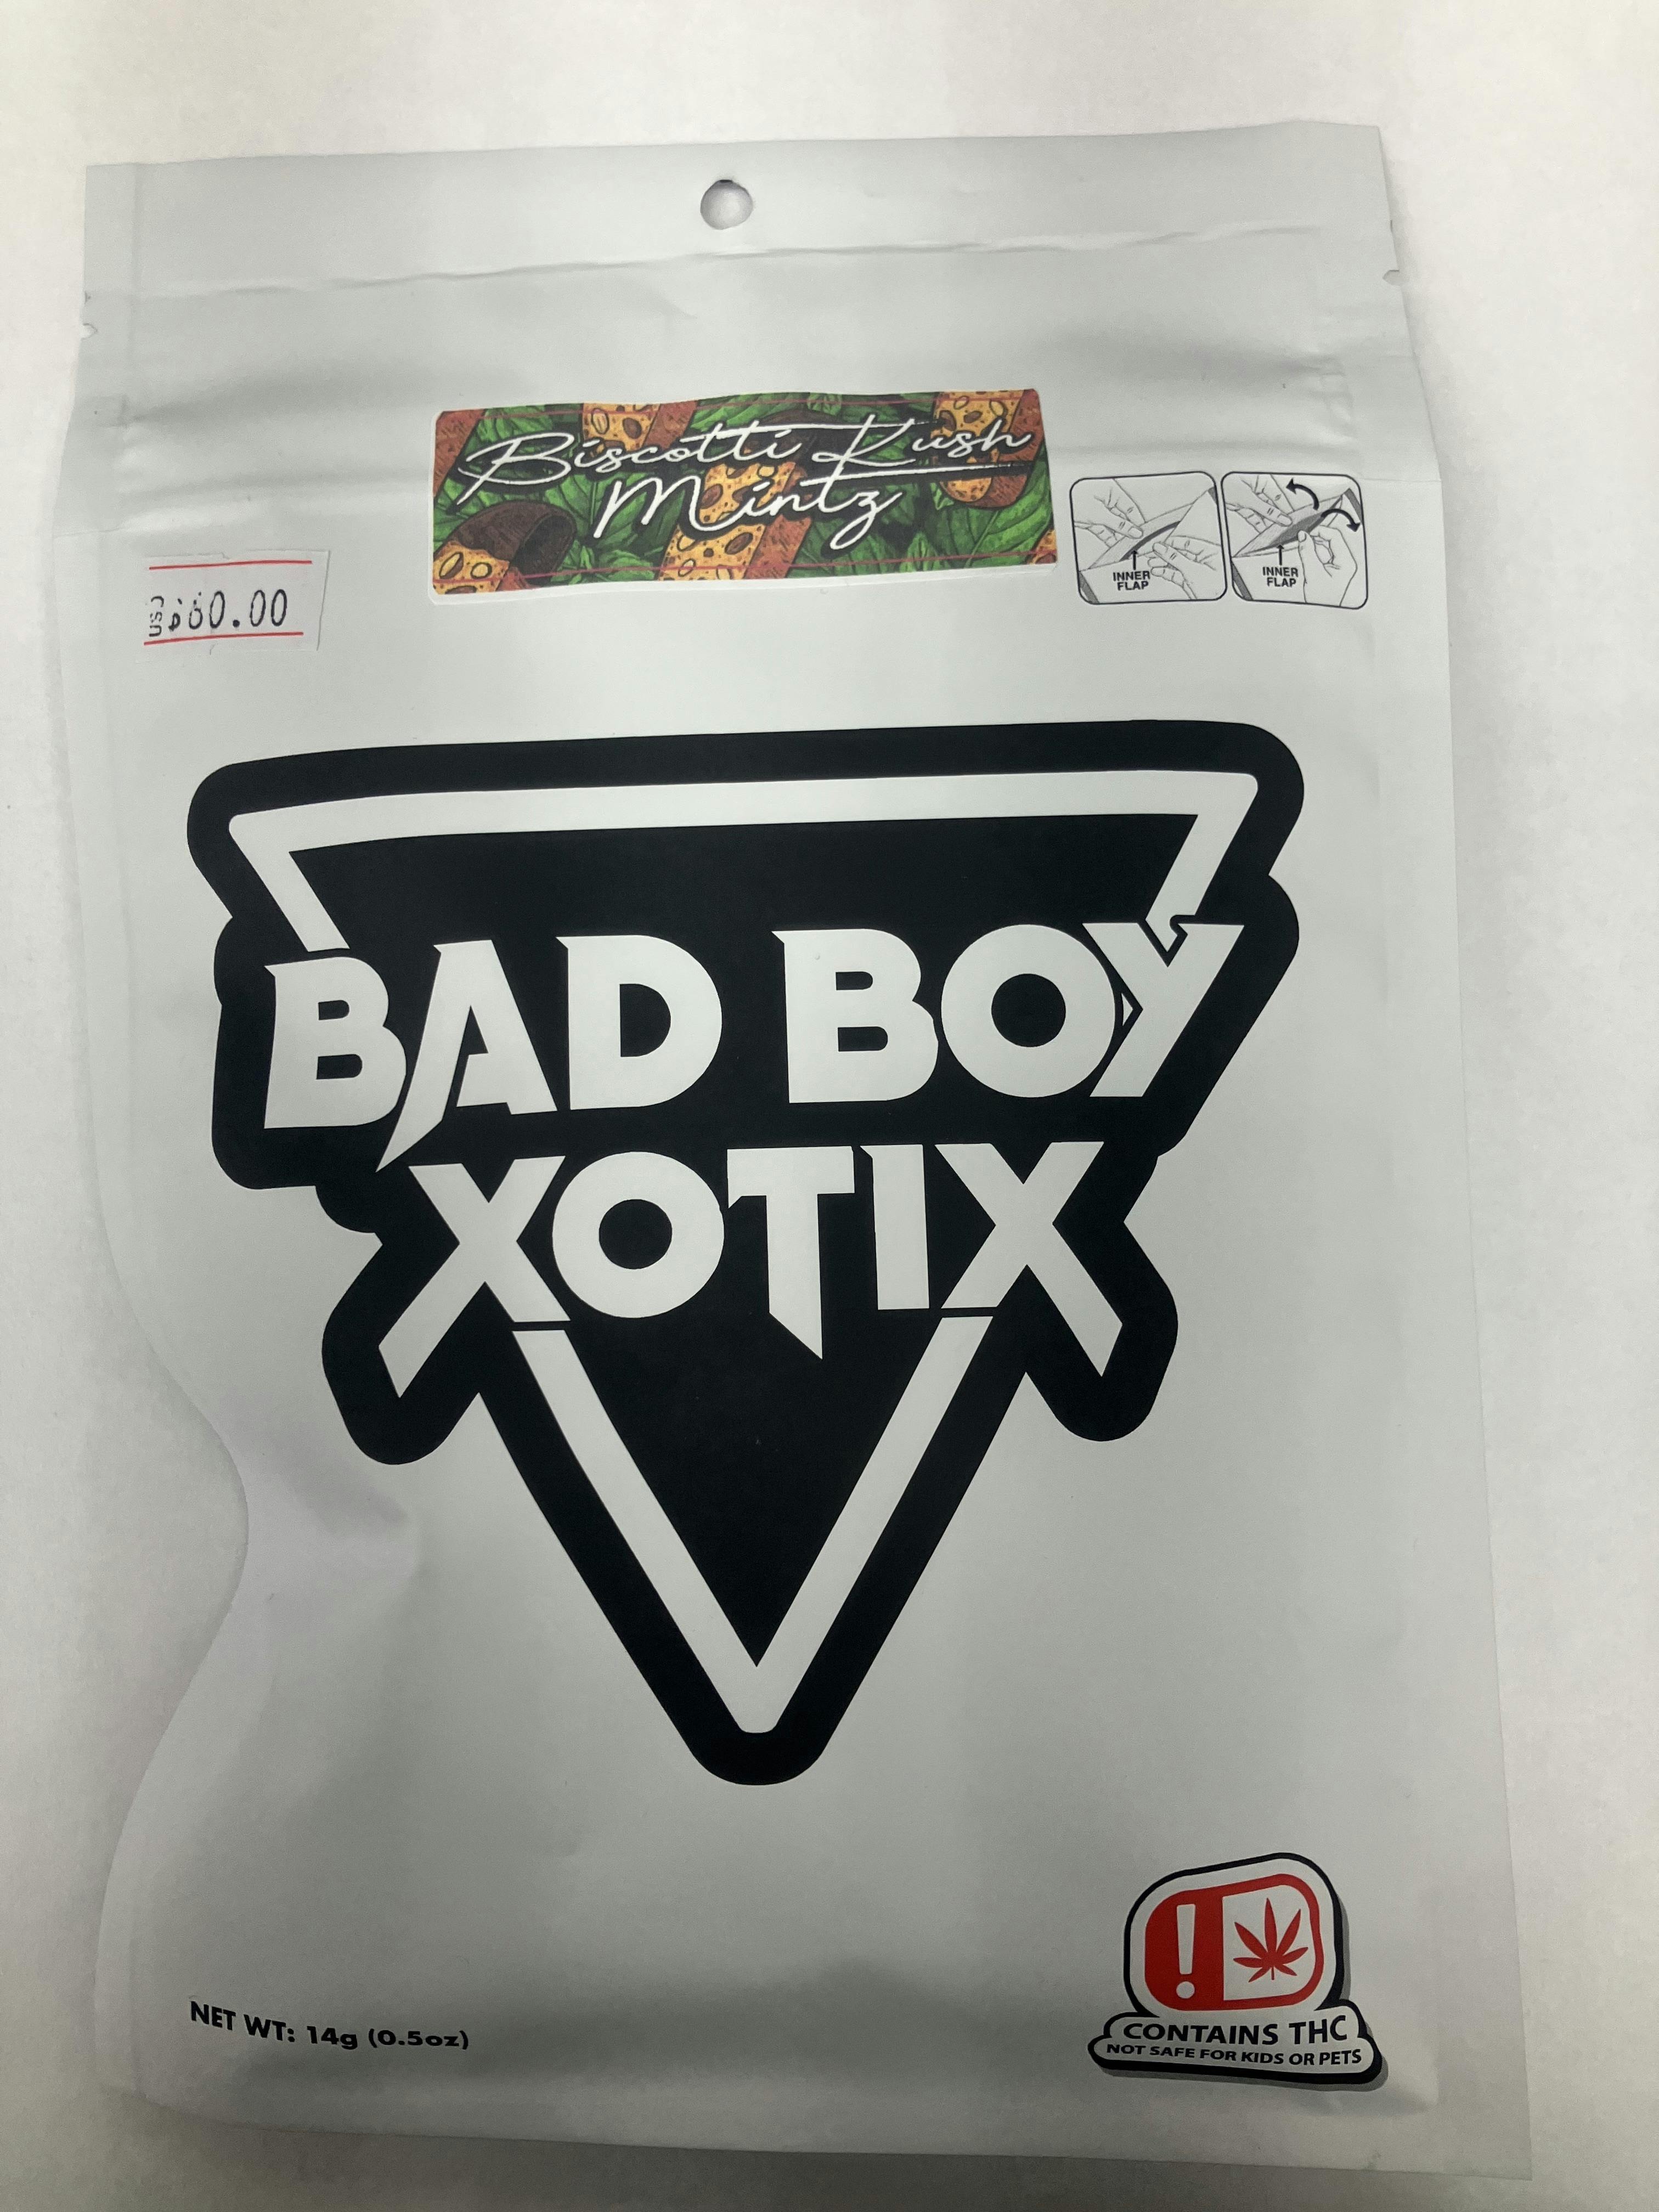 Biscotti Kush
Mintz
INNER
FLAP
INNER
FLAP
BAD BOY
XOTIX
NET WT: 14g (0.5oz)
CONTAINS THC
NOT SAFE FOR KIDS OR PETS